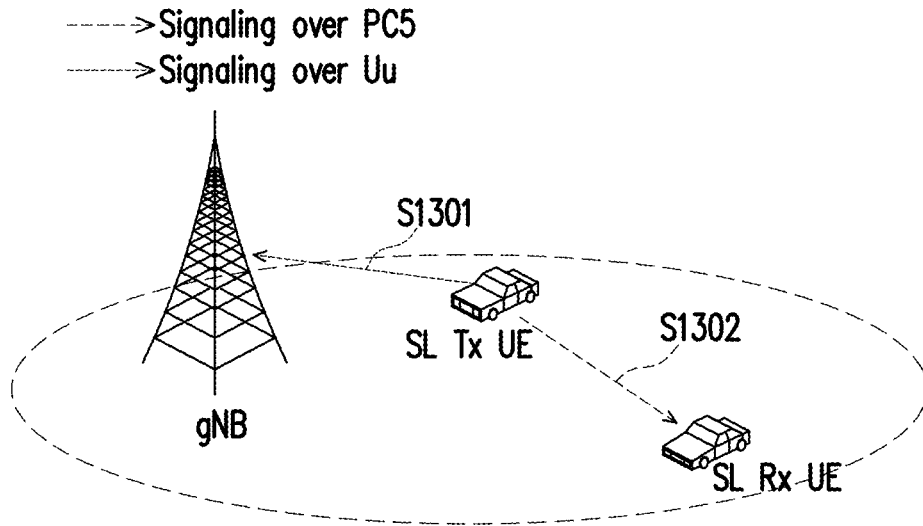 Signaling over PC5
Signaling over Uu
S1301
SL Tx UE
S1302
gNB
SL Rx UE